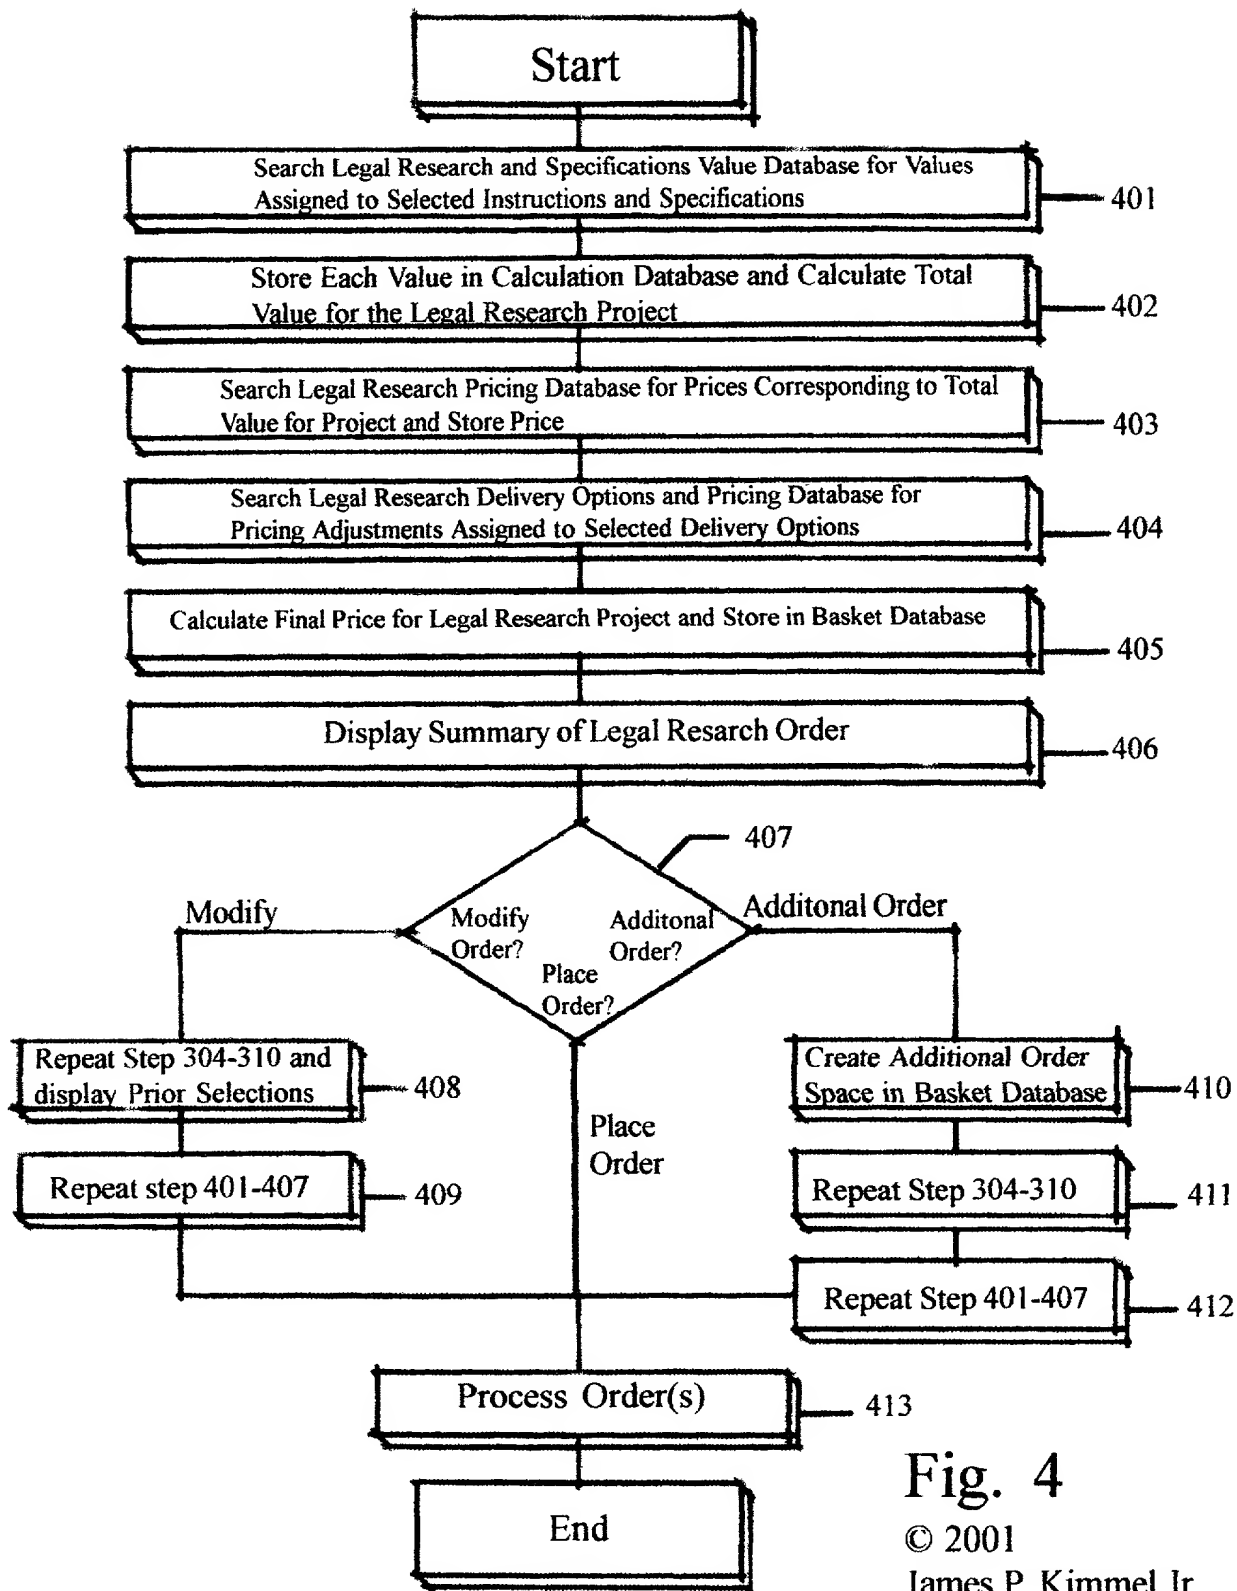 Start
Search Legal Research and Specifications Value Database for Values
Assigned to Selected Instructions and Specifications
401
Store Each Value in Calculation Database and Calculate Total
Value for the Legal Research Project
402
Search Legal Research Pricing Database for Prices Corresponding to Total
Value for Project and Store Price
403
Search Legal Research Delivery Options and Pricing Database for
Pricing Adjustments Assigned to Selected Delivery Options
404
Calculate Final Price for Legal Research Project and Store in Basket Database
405
Display Summary of Legal Resarch Order
406
407
Modify
Modify
Order?
Additonal
Order?
Place
Order?
Additonal Order
Repeat Step 304-310 and
display Prior Selections
408
Repeat step 401-407
409
Place
Order
Create Additional Order
Space in Basket Database
410
Repeat Step 304-310
411
Repeat Step 401-407
412
Process Order(s)
413
End
Fig. 4
© 2001
James P. Kimmel Jr.